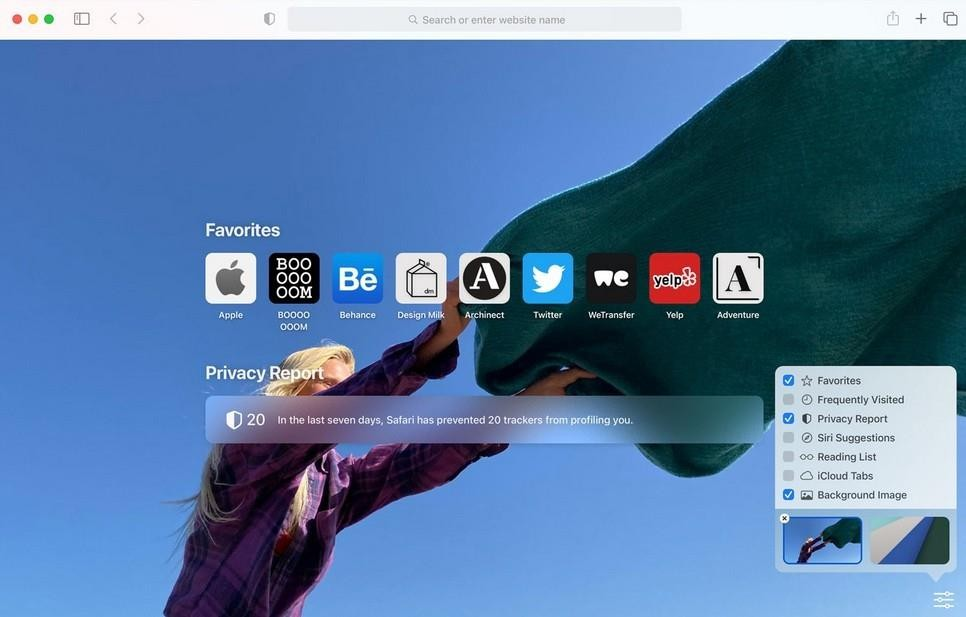 Search or enter website name
Favorites
BOO
OOO
OOM
Bē
dm
A
we
yelp
A
Apple
BOOOO
OOOM
Behance
Design Milk
Archinect
Twitter
WeTransfer
Yelp
Adventure
Privacy Report
20 In the last seven days, Safari has prevented 20 trackers from profiling you.
Favorites
Frequently Visited
Privacy Report
Siri Suggestions
Reading List
iCloud Tabs
Background Image